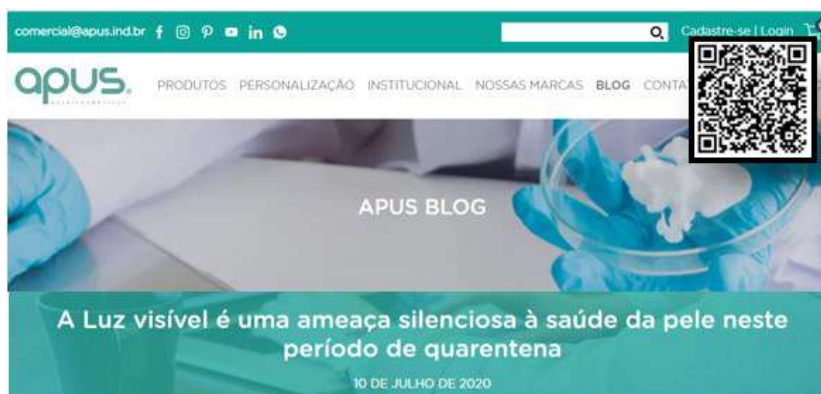 comercial@apus.ind.br
Cadastre-se | Login
apus.
PRODUTOS PERSONALIZAÇÃO INSTITUCIONAL NOSSAS MARCAS BLOG
APUS BLOG
A Luz visível é uma ameaça silenciosa à saúde da pele neste
período de quarentena
10 DE JULHO DE 2020